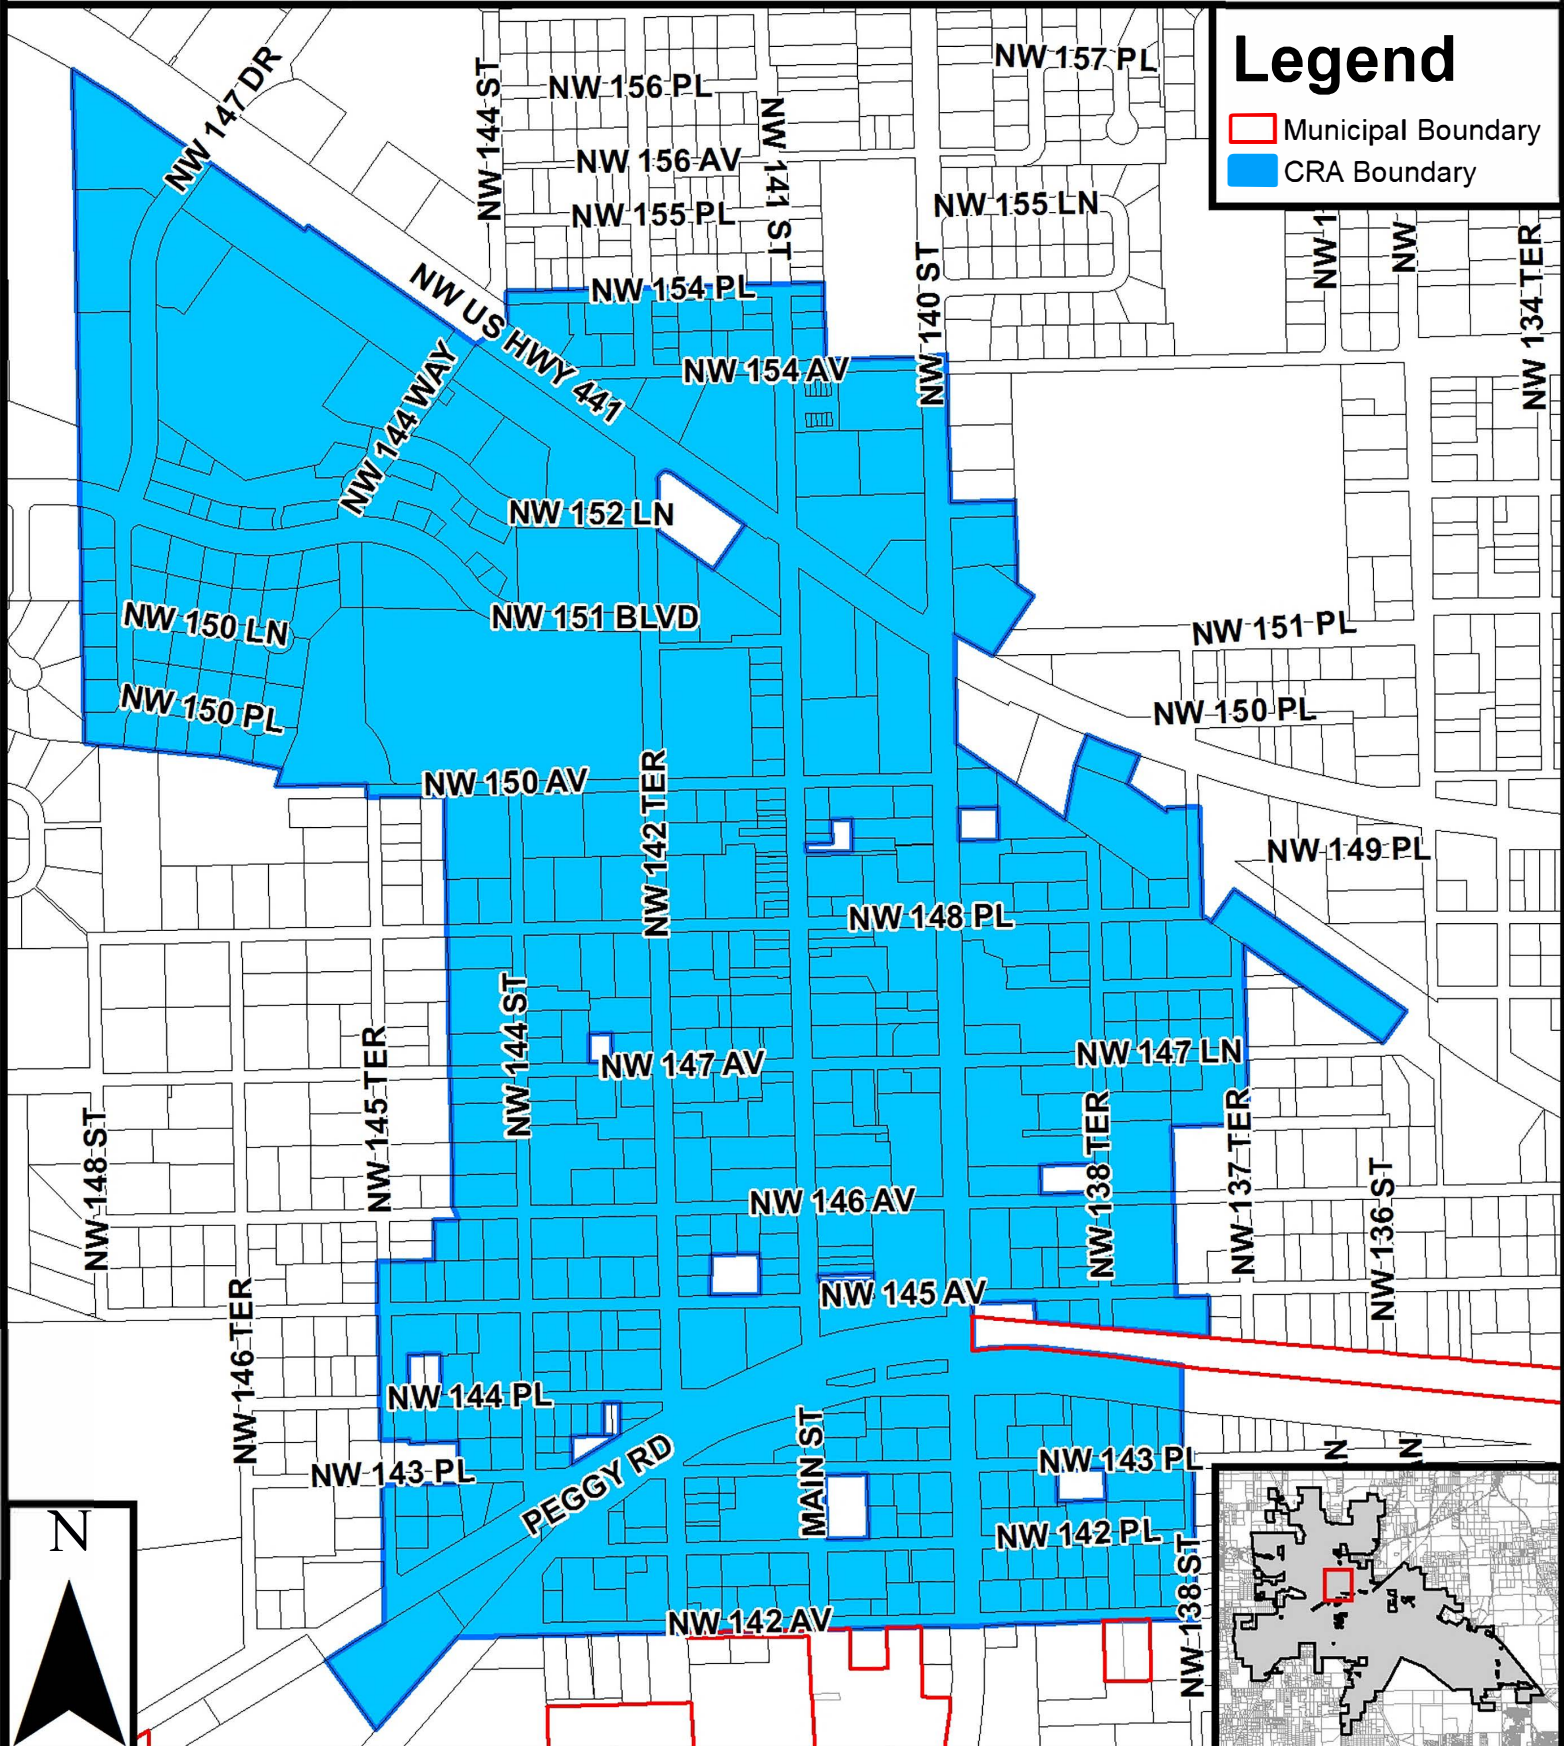 Legend
Municipal Boundary
CRA Boundary
NW 147 DR
NW 144 ST
NW 156 PL
NW 157 PL
NW 141 ST
NW 156 AV
NW 155 PL
NW 155 LN
NW 1
NW
NW 134 TER
NW 140 ST
NW 154 PL
NW US HWY 441
NW 154 AV
NW 144 WAY
NW 152 LN
NW 150 LN
NW 151 BLVD
NW 151 PL
NW 150 PL
NW 150 PL
NW 150 AV
NW 142 TER
NW 149 PL
NW 148 PL
NW 144 ST
NW 147 AV
NW 147 LN
NW 145 TER
NW 148 ST
NW 138 TER
NW 137 TER
NW 136 ST
NW 146 AV
NW 146 TER
NW 145 AV
NW 144 PL
NW 143 PL
PEGGY RD
MAIN ST
NW 143 PL
NW 142 PL
NW 138 ST
NW 142 AV
N